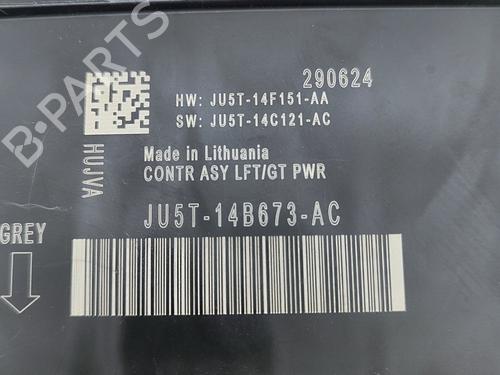 290624
HW: JU5T-14F151-AA
SW: JU5T-14C121-AC
HUJVA
Made in Lithuania
CONTR ASY LFT/GT PWR
JU5T-14B673-AC
GREY
B-PARTS